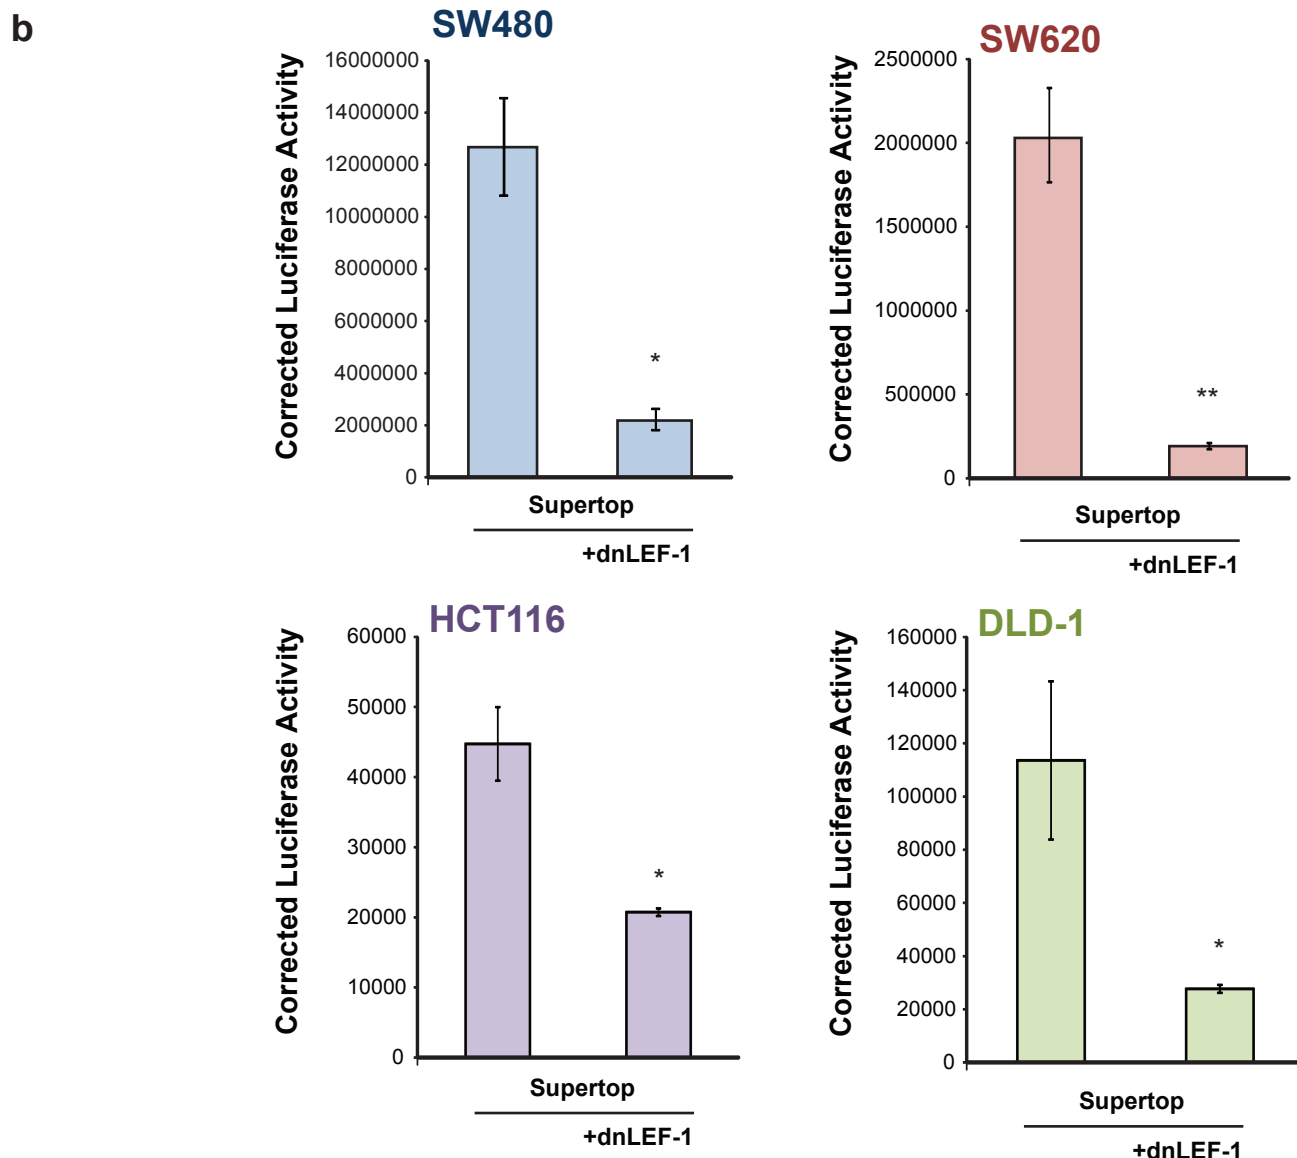 b
SW480
Corrected Luciferase Activity
16000000
14000000
12000000
10000000
8000000
6000000
4000000
2000000
0
*
Supertop
+dnLEF-1
SW620
Corrected Luciferase Activity
2500000
2000000
1500000
1000000
500000
0
**
Supertop
+dnLEF-1
HCT116
Corrected Luciferase Activity
60000
50000
40000
30000
20000
10000
0
*
Supertop
+dnLEF-1
DLD-1
Corrected Luciferase Activity
160000
140000
120000
100000
80000
60000
40000
20000
0
*
Supertop
+dnLEF-1